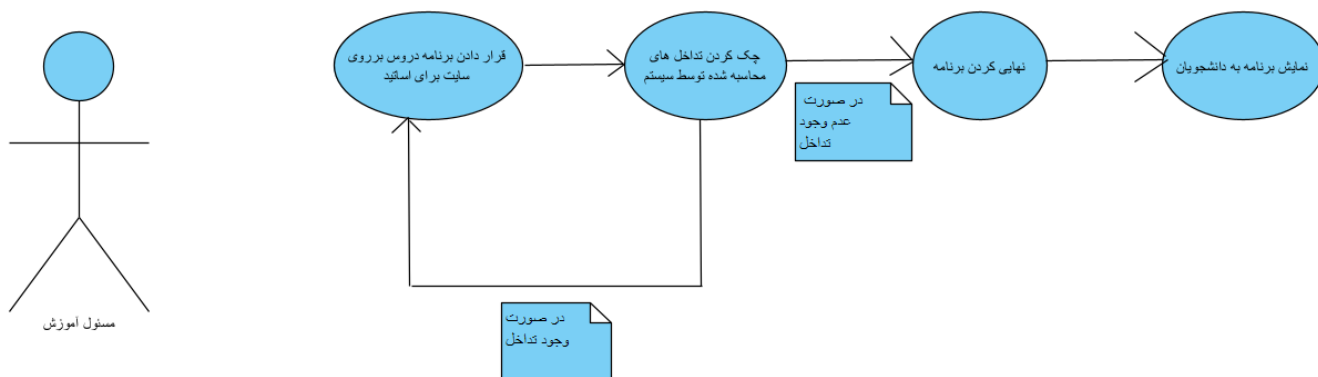 قرار دادن برنامه دروس برروی
سایت برای اساتید
چک کردن تداخل های
محاسبه شده توسط سیستم
نهایی کردن برنامه
نمایش برنامه به دانشجویان
در صورت
عدم وجود
تداخل
در صورت
وجود تداخل
مسئول آموزش